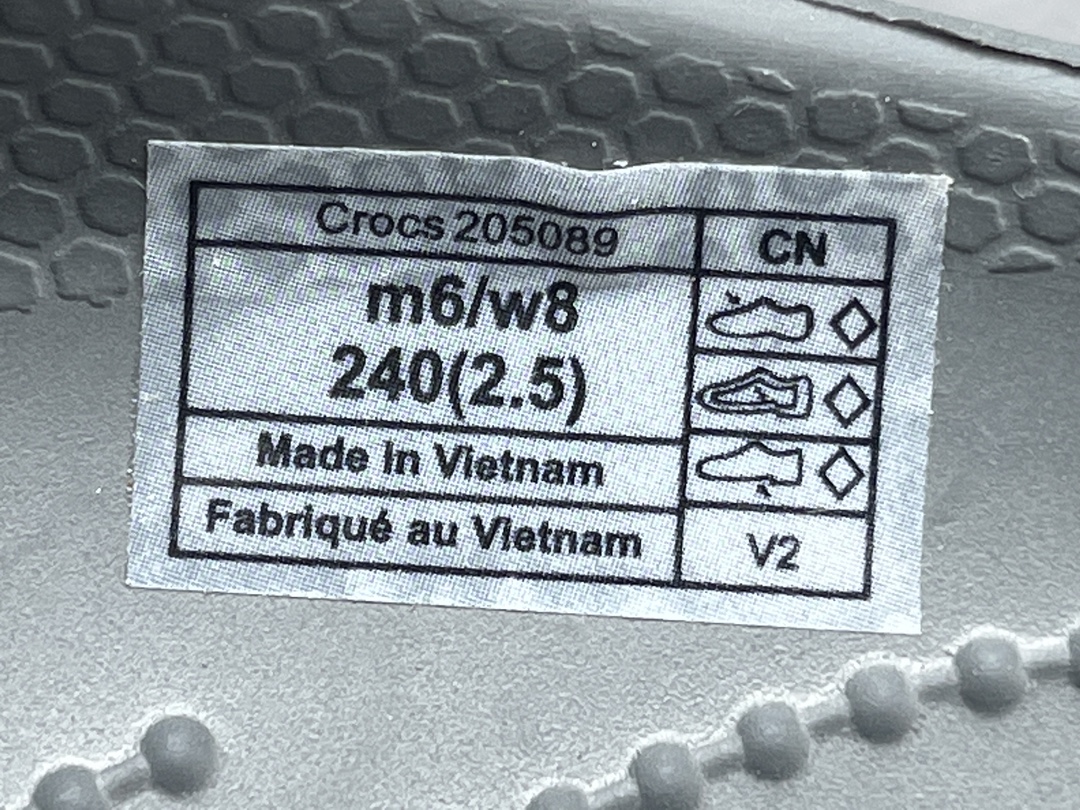 Crocs 205089
CN
m6/w8
240(2.5)
Made in Vietnam
Fabriqué au Vietnam
V2